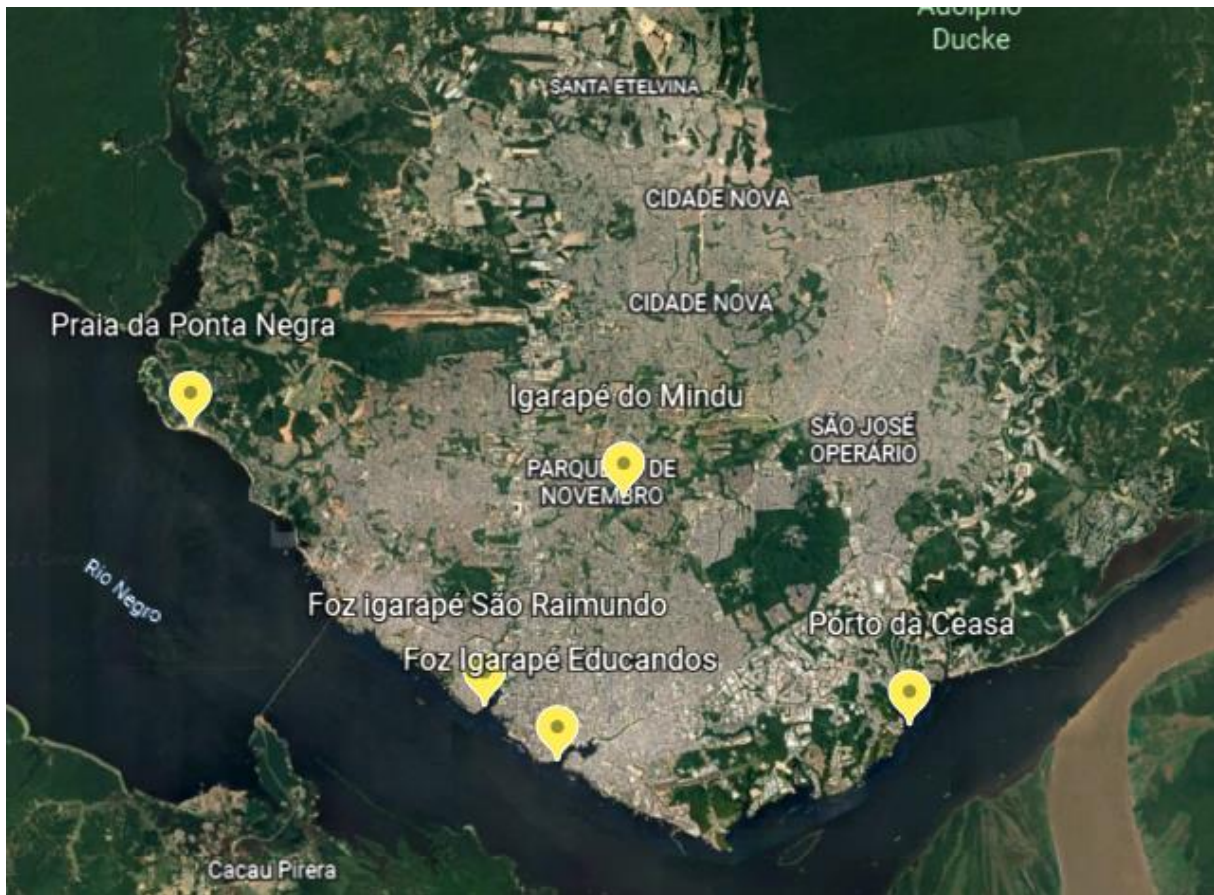 Adolpho
Ducke
SANTA ETELVINA
CIDADE NOVA
CIDADE NOVA
Praia da Ponta Negra
Igarapé do Mindu
SÃO JOSÉ
OPERÁRIO
PARQUE DE
NOVEMBRO
Rio Negro
Foz igarapé São Raimundo
Porto da Ceasa
Foz Igarapé Educandos
Cacau Pirera